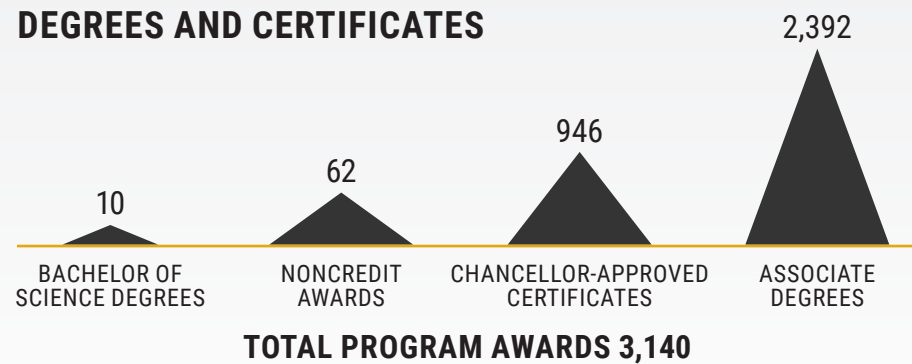 DEGREES AND CERTIFICATES
10
62
946
2,392
BACHELOR OF
SCIENCE DEGREES
NONCREDIT
AWARDS
CHANCELLOR-APPROVED
CERTIFICATES
ASSOCIATE
DEGREES
TOTAL PROGRAM AWARDS 3,140